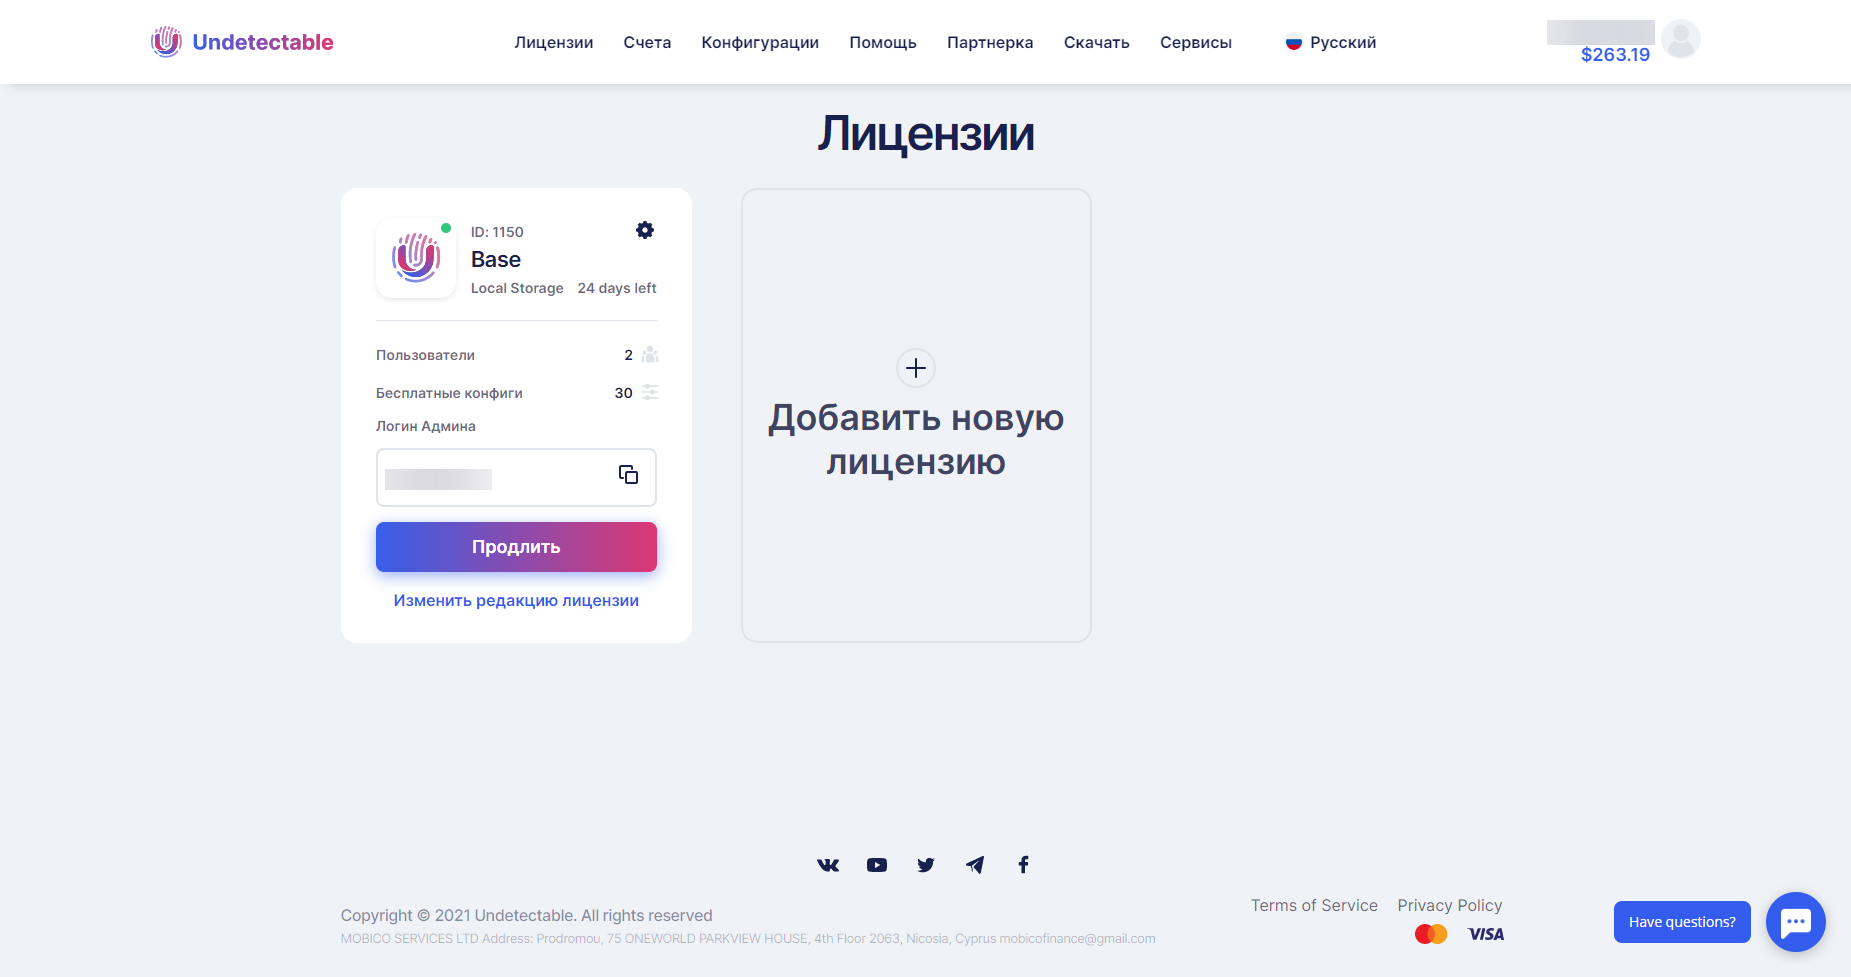 Undetectable
Лицензии Счета Конфигурации Помощь Партнерка Скачать Сервисы Русский
$263.19
Лицензии
ID: 1150
Base
Local Storage 24 days left
Пользователи 2
Бесплатные конфиги 30
Логин Админа
Продлить
Изменить редакцию лицензии
Добавить новую
лицензию
Terms of Service Privacy Policy
Copyright © 2021 Undetectable. All rights reserved
MOBICO SERVICES LTD Address: Prodromou, 75 ONEWORLD PARKVIEW HOUSE, 4th Floor 2063, Nicosia, Cyprus mobicofinance@gmail.com
VISA
Have questions?